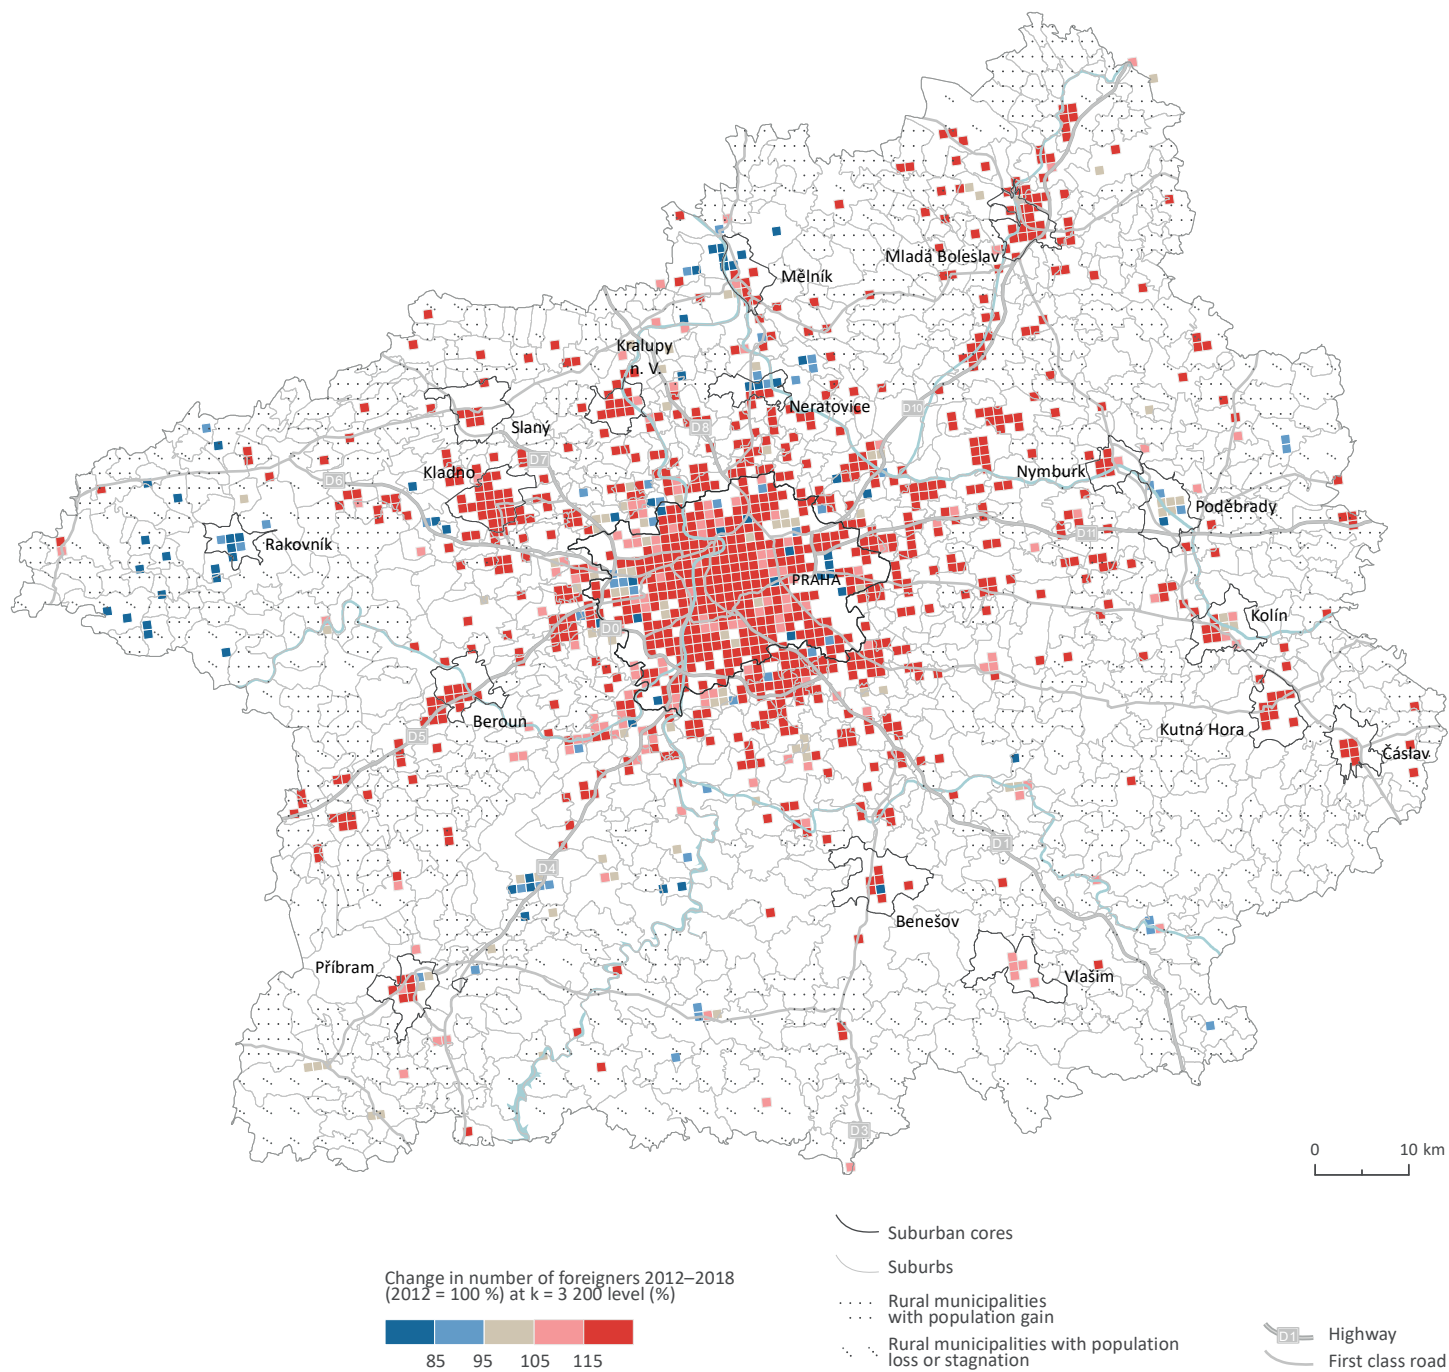 Mladá Boleslav
Mělník
Kralupy
n. V.
Neratovice
D10
Slaný
D8
D7
Kladno
Nymburk
D6
Poděbrady
D11
Rakovník
PRAHA
Kolín
D0
Beroun
Kutná Hora
D5
Čáslav
D1
D4
Benešov
Příbram
Vlašim
D3
0 10 km
Suburban cores
Suburbs
Change in number of foreigners 2012–2018
(2012 = 100 %) at k = 3 200 level (%)
85 95 105 115
Rural municipalities
with population gain
Rural municipalities with population
loss or stagnation
D1 Highway
First class road